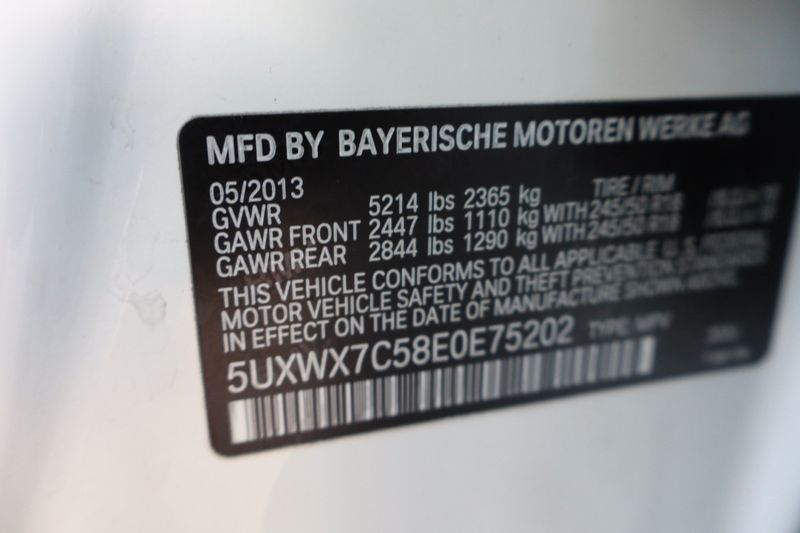 MFD BY BAYERISCHE MOTOREN WERKE AG
05/2013 TIRE / RIM
GVWR 5214 lbs 2365 kg
GAWR FRONT 2447 lbs 1110 kg WITH 245/50 R18
GAWR REAR 2844 lbs 1290 kg WITH 245/50 R18
THIS VEHICLE CONFORMS TO ALL APPLICABLE U.S. FEDERAL
MOTOR VEHICLE SAFETY AND THEFT PREVENTION STANDARDS
IN EFFECT ON THE DATE OF MANUFACTURE SHOWN ABOVE.
5UXWX7C58E0E75202 TYPE: MPV